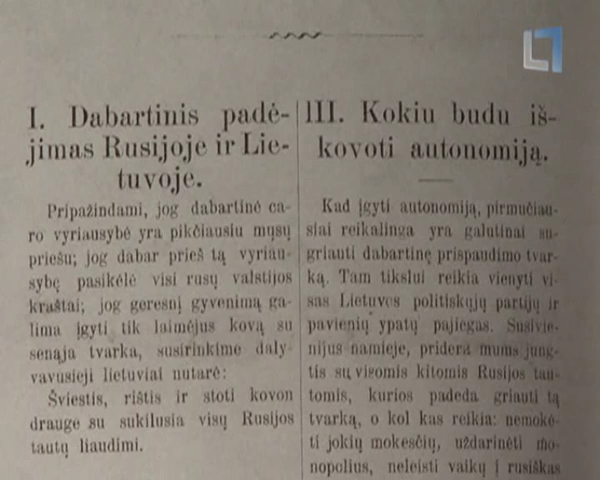 I. Dabartinis padė-
jimas Rusijoje ir Lie-
tuvoje.
Pripažindami, jog dabartinė ca-
ro vyriausybė yra pikčiausiu mųsų
priešu; jog dabar prieš tą vyriau-
sybę pasikėlė visi rusų valstijos
kraštai; jog geresnį gyvenimą ga-
lima įgyti tik laimėjus kovą su
senąja tvarka, susirinkime daly-
vavusieji lietuviai nutarė:
Šviestis, rištis ir stoti kovon
drauge su sukilusia visų Rusijos
tautų liaudimi.
III. Kokiu budu iš-
kovoti autonomiją.
Kad įgyti autonomiją, pirmučiau-
siai reikalinga yra galutinai su-
griauti dabartinę prispaudimo tvar-
ką. Tam tikslui reikia vienyti vi-
sas Lietuvos politiškųjų partijų ir
pavienių ypatų pajiegas. Susivie-
nijus namieje, pridera mums jung-
tis sų visomis kitomis Rusijos tau-
tomis, kurios padeda griauti tą
tvarką, o kol kas reikia: nemokė-
ti jokių mokesčių, uždarinėti mo-
nopolius, neleisti vaikų į rusiškas